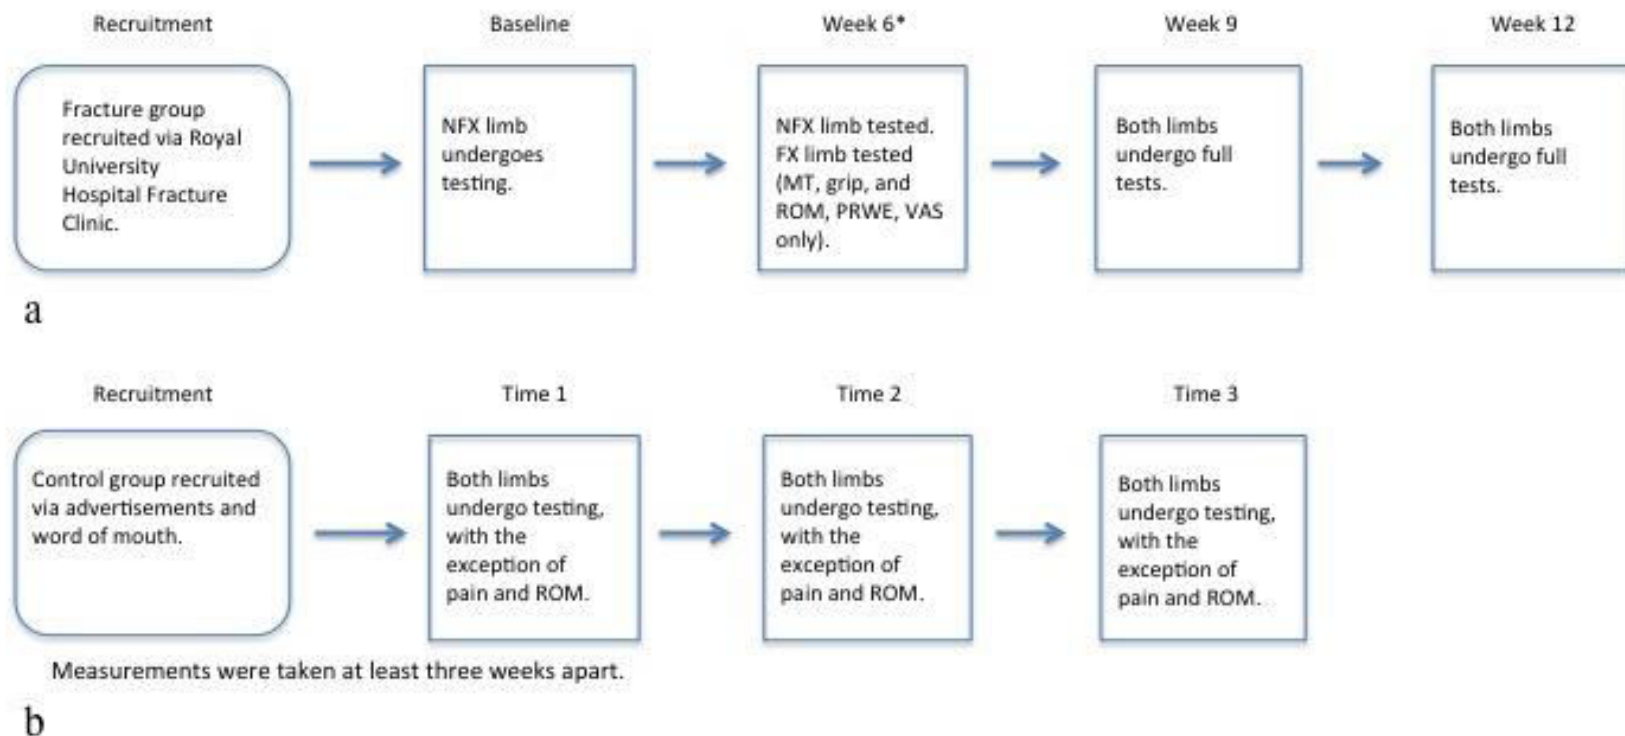 Recruitment
Baseline
Week 6*
Week 9
Week 12
Fracture group
recruited via Royal
University
Hospital Fracture
Clinic.
NFX limb
undergoes
testing.
NFX limb tested.
FX limb tested
(MT, grip, and
ROM, PRWE, VAS
only).
Both limbs
undergo full
tests.
Both limbs
undergo full
tests.
a
Recruitment
Time 1
Time 2
Time 3
Control group recruited
via advertisements and
word of mouth.
Both limbs
undergo testing,
with the
exception of
pain and ROM.
Both limbs
undergo testing,
with the
exception of
pain and ROM.
Both limbs
undergo testing,
with the
exception of
pain and ROM.
Measurements were taken at least three weeks apart.
b